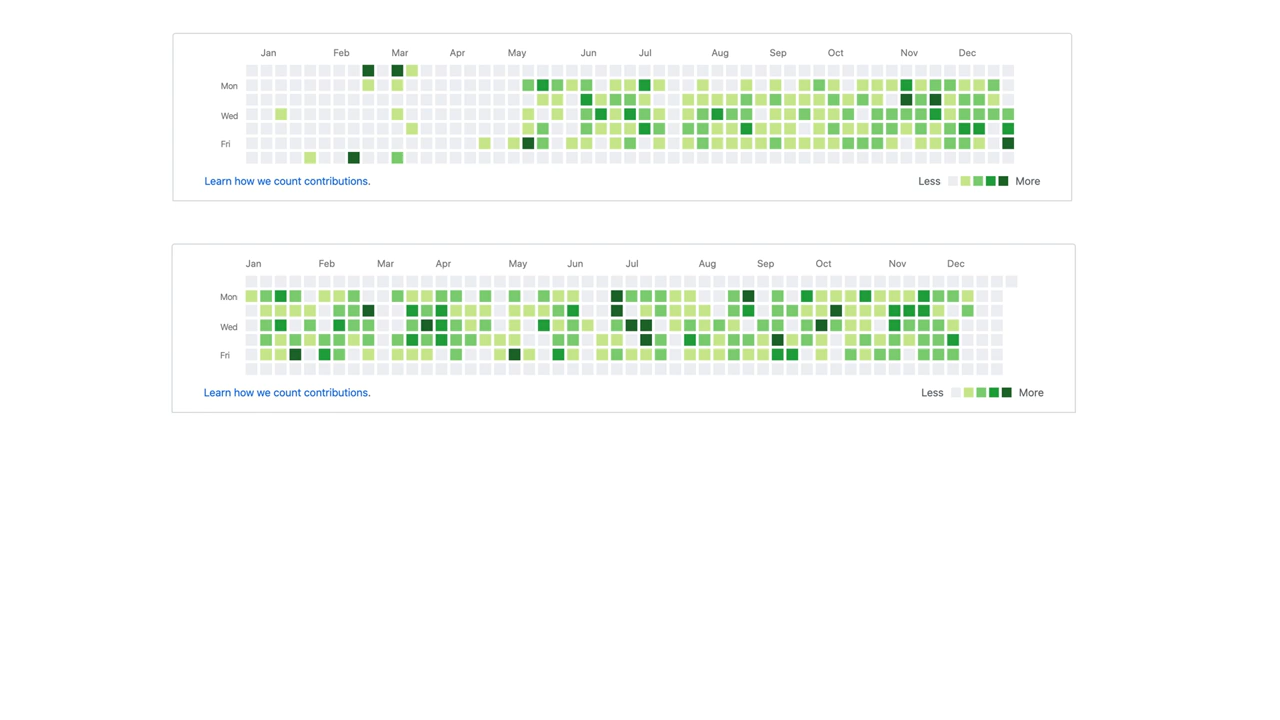 Jan Feb Mar Apr May Jun Jul Aug Sep Oct Nov Dec
Mon
Wed
Fri
Learn how we count contributions. Less More
Jan Feb Mar Apr May Jun Jul Aug Sep Oct Nov Dec
Mon
Wed
Fri
Learn how we count contributions. Less More